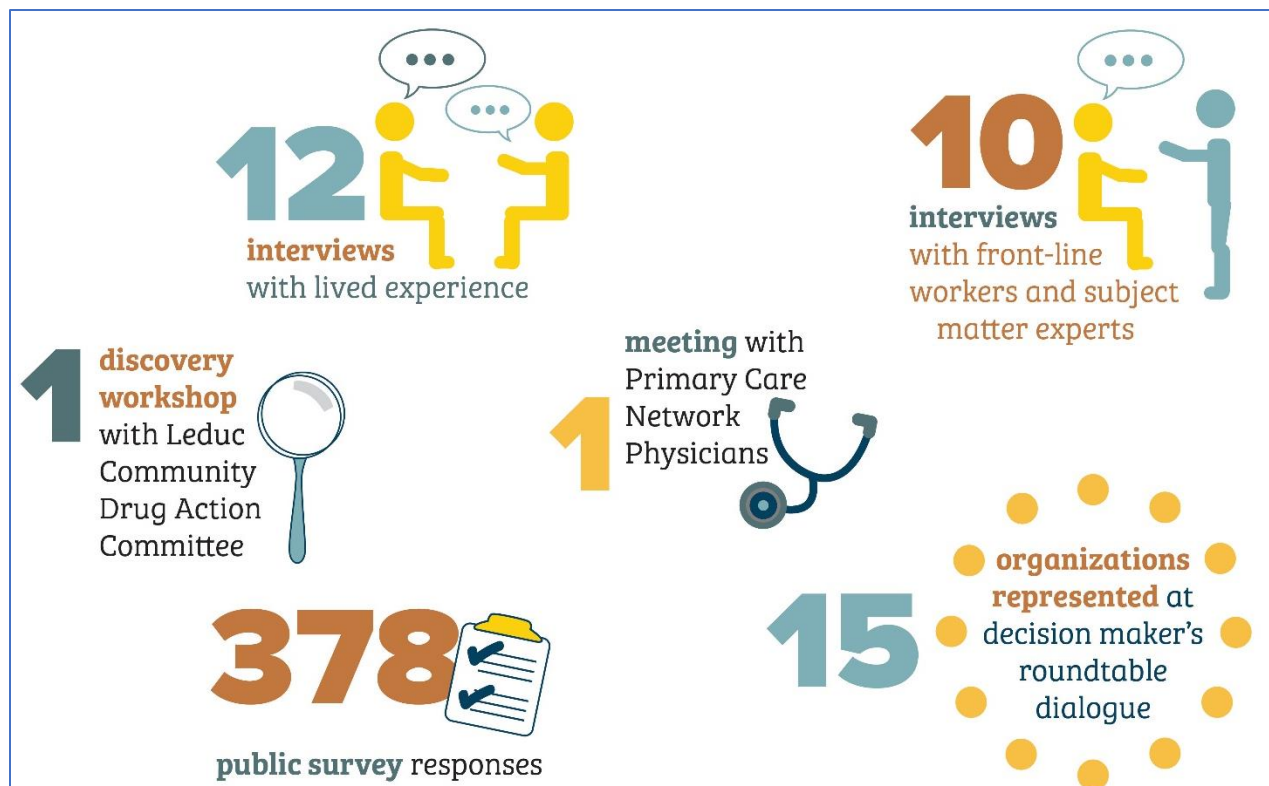 12
interviews
with lived experience
10
interviews
with front-line
workers and subject
matter experts
1
discovery
workshop
with Leduc
Community
Drug Action
Committee
1
meeting with
Primary Care
Network
Physicians
378
public survey responses
15
organizations
represented at
decision maker’s
roundtable
dialogue